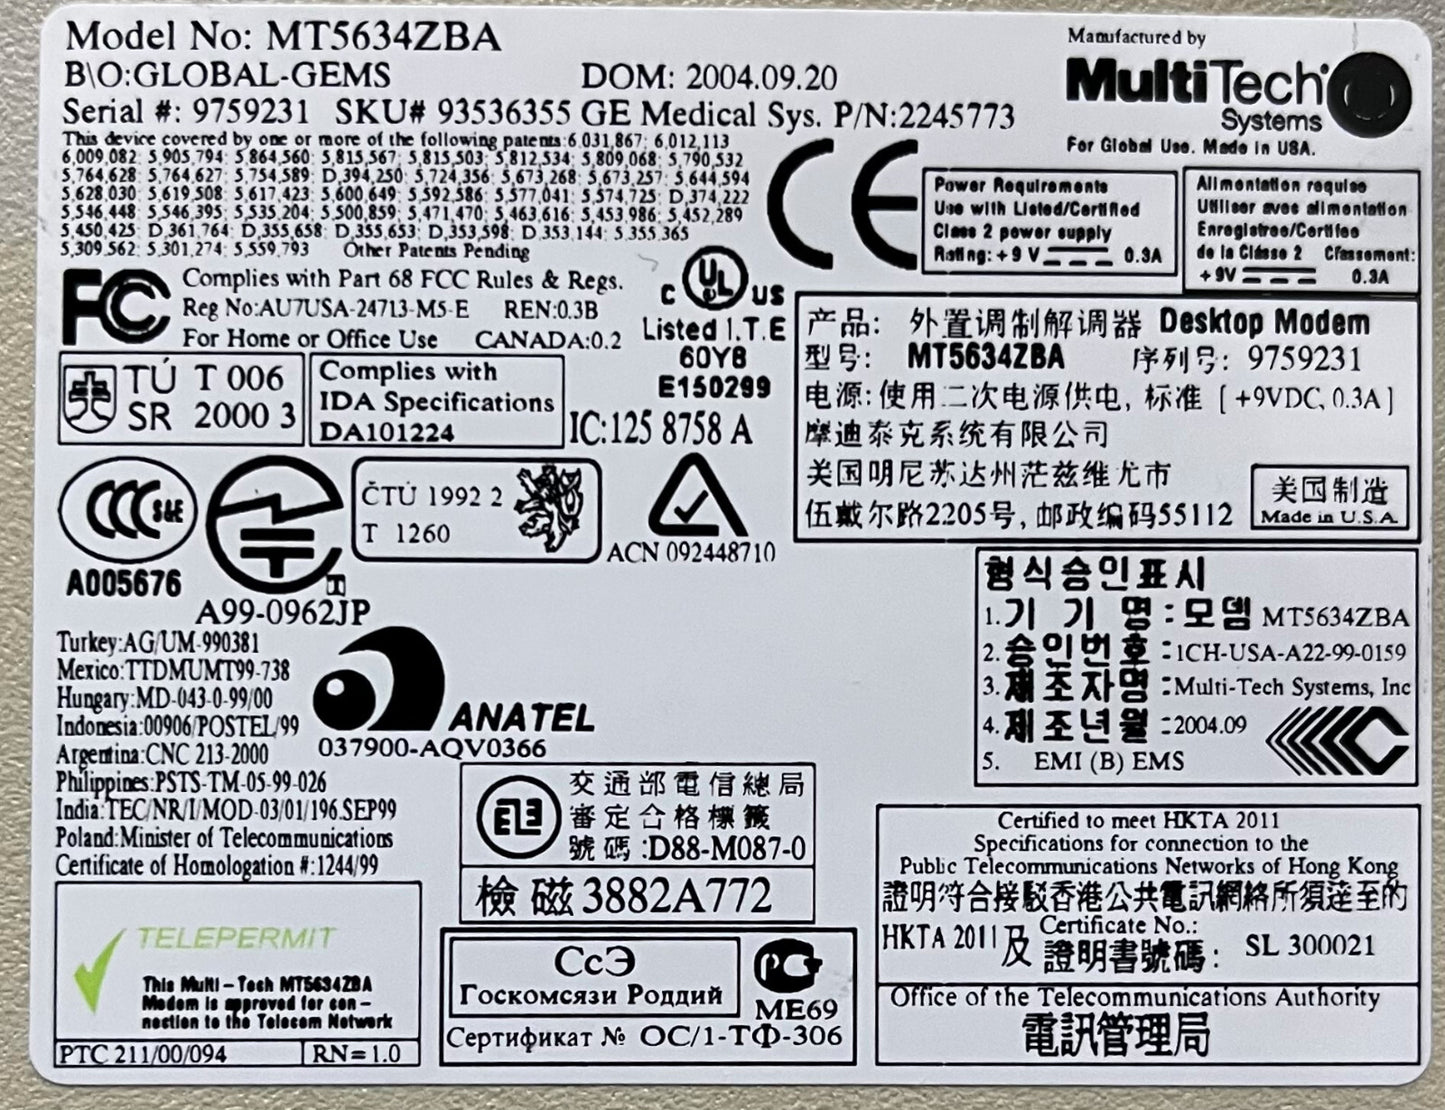 Model No: MT5634ZBA
B\O:GLOBAL-GEMS DOM: 2004.09.20
Serial #: 9759231 SKU# 93536355 GE Medical Sys. P/N:2245773
Manufactured by
MultiTech
Systems
For Global Use. Made in USA.
This device covered by one or more of the following patents:6.031,867; 6,012,113
6,009,082; 5,905,794; 5,864,560; 5,815,567; 5,815,503; 5,812,534; 5,809,068; 5,790,532
5,764,628; 5,764,627; 5,754,589; D,394,250; 5,724,356; 5,673,268; 5,673,257; 5,644,594
5,628,030; 5,619,508; 5,617,423; 5,600,649; 5,592,586; 5,577,041; 5,574,725; D,374,222
5,546,448; 5,546,395; 5,535,204; 5,500,859; 5,471,470; 5,463,616; 5,453,986; 5,452,289
5,450,425; D,361,764; D,355,658; D,355,653; D,353,598; D,353,144; 5,355,365
5,309,562; 5,301,274; 5,559,793 Other Patents Pending
CE
Power Requirements
Use with Listed/Certified
Class 2 power supply
Rating: +9 V 0.3A
Alimentation requise
Utiliser avec alimentation
Enregistree/Certifee
de la Classe 2 Cfassement:
+9V 0.3A
FC
Complies with Part 68 FCC Rules & Regs.
Reg No:AU7USA-24713-M5-E REN:0.3B
For Home or Office Use CANADA:0.2
C UL US
®
Listed I.T.E
60Y8
E150299
产品: 外置调制解调器 Desktop Modem
型号: MT5634ZBA 序列号: 9759231
电源:使用二次电源供电, 标准 [+9VDC, 0.3A]
摩迪泰克系统有限公司
美国明尼苏达州茫兹维尤市
伍戴尔路2205号, 邮政编码55112
美国制造
Made in U.S.A.
TÚ T 006
SR 2000 3
Complies with
IDA Specifications
DA101224
IC:125 8758 A
CCC S&E
A005676
T
A99-0962JP
ČTÚ 1992 2
T 1260
ACN 092448710
형식승인표시
1.기 기 명 : 모뎀 MT5634ZBA
2. 승인번호 :1CH-USA-A22-99-0159
3. 제조자명 :Multi-Tech Systems, Inc
4. 제조년월 :2004.09
5. EMI (B) EMS
Turkey:AG/UM-990381
Mexico:TTDMUMT99-738
Hungary:MD-043-0-99/00
Indonesia:00906/POSTEL/99
Argentina:CNC 213-2000
Philippines:PSTS-TM-05-99-026
India:TEC/NR/I/MOD-03/01/196.SEP99
Poland:Minister of Telecommunications
Certificate of Homologation #:1244/99
ANATEL
037900-AQV0366
交通部電信總局
審定合格標籤
號碼:D88-M087-0
檢磁3882A772
Certified to meet HKTA 2011
Specifications for connection to the
Public Telecommunications Networks of Hong Kong
證明符合接駁香港公共電訊網絡所須達至的
HKTA 2011及 Certificate No.:
證明書號碼: SL 300021
Office of the Telecommunications Authority
電訊管理局
TELEPERMIT
This Multi-Tech MT5634ZBA
Modem is approved for con-
nection to the Telecom Network
PTC 211/00/094 RN=1.0
СсЭ
Госкомсязи Роддий
РСТ
ME69
Сертификат № ОС/1-ТФ-306